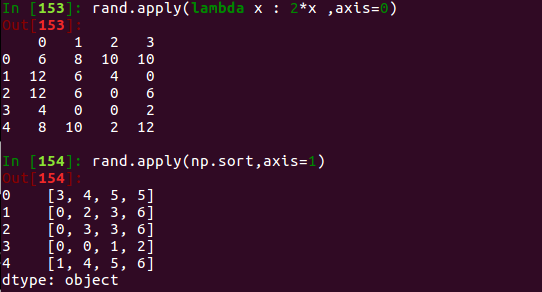 In [153]: rand.apply(lambda x : 2*x ,axis=0)
Out[153]:
    0   1   2   3
0   6   8  10  10
1  12   6   4   0
2  12   6   0   6
3   4   0   0   2
4   8  10   2  12
In [154]: rand.apply(np.sort,axis=1)
Out[154]:
0    [3, 4, 5, 5]
1    [0, 2, 3, 6]
2    [0, 3, 3, 6]
3    [0, 0, 1, 2]
4    [1, 4, 5, 6]
dtype: object